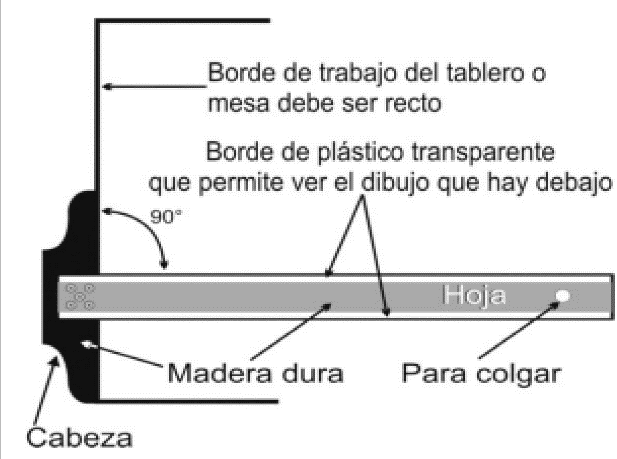 Borde de trabajo del tablero o
mesa debe ser recto
Borde de plástico transparente
que permite ver el dibujo que hay debajo
90°
Hoja
Madera dura
Para colgar
Cabeza